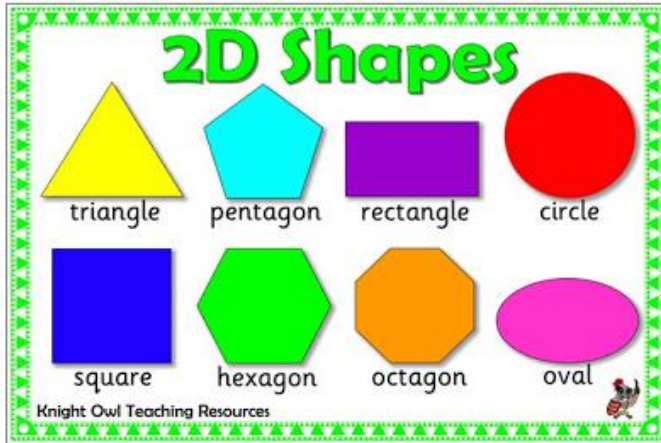 2D Shapes
triangle pentagon rectangle circle
square hexagon octagon oval
Knight Owl Teaching Resources